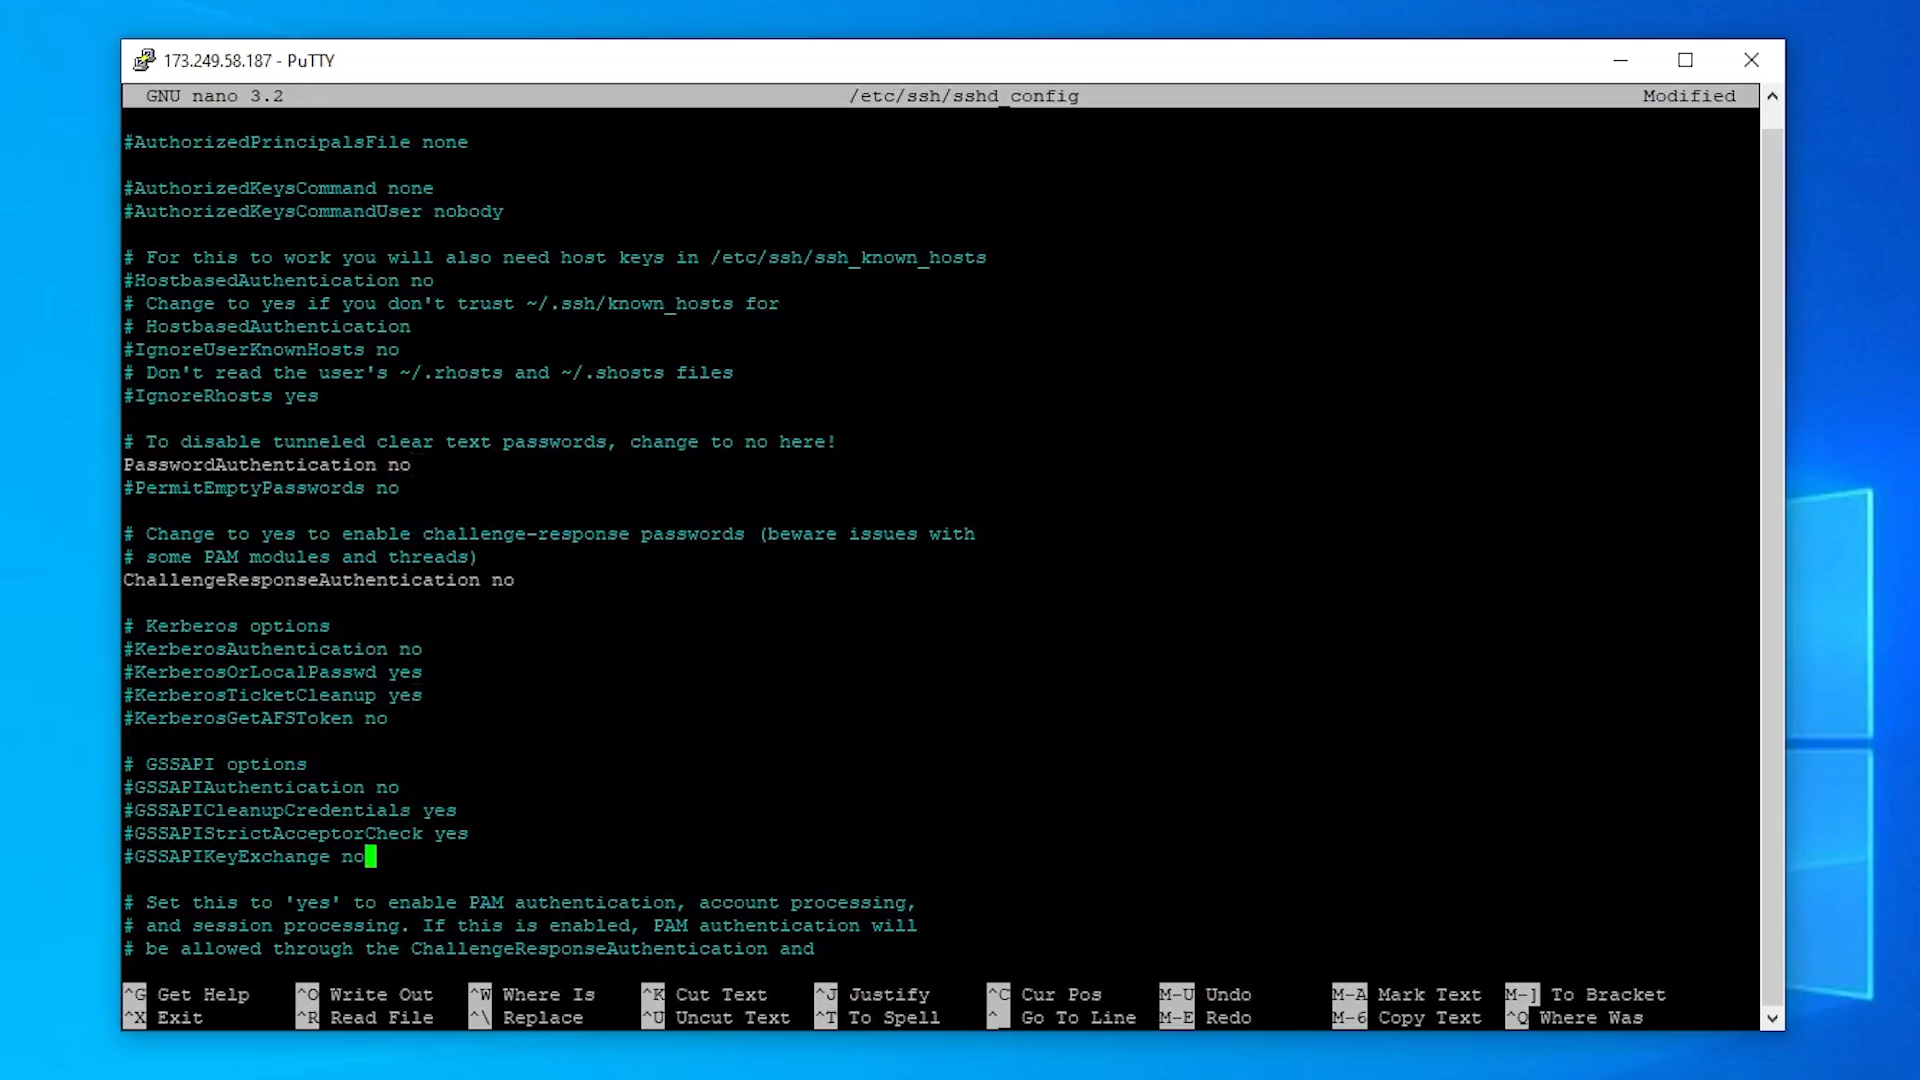 173.249.58.187 - PuTTY
GNU nano 3.2 /etc/ssh/sshd_config Modified
#AuthorizedPrincipalsFile none
#AuthorizedKeysCommand none
#AuthorizedKeysCommandUser nobody
# For this to work you will also need host keys in /etc/ssh/ssh_known_hosts
#HostbasedAuthentication no
# Change to yes if you don't trust ~/.ssh/known_hosts for
# HostbasedAuthentication
#IgnoreUserKnownHosts no
# Don't read the user's ~/.rhosts and ~/.shosts files
#IgnoreRhosts yes
# To disable tunneled clear text passwords, change to no here!
PasswordAuthentication no
#PermitEmptyPasswords no
# Change to yes to enable challenge-response passwords (beware issues with
# some PAM modules and threads)
ChallengeResponseAuthentication no
# Kerberos options
#KerberosAuthentication no
#KerberosOrLocalPasswd yes
#KerberosTicketCleanup yes
#KerberosGetAFSToken no
# GSSAPI options
#GSSAPIAuthentication no
#GSSAPICleanupCredentials yes
#GSSAPIStrictAcceptorCheck yes
#GSSAPIKeyExchange no
# Set this to 'yes' to enable PAM authentication, account processing,
# and session processing. If this is enabled, PAM authentication will
# be allowed through the ChallengeResponseAuthentication and
^G Get Help ^O Write Out ^W Where Is ^K Cut Text ^J Justify ^C Cur Pos M-U Undo M-A Mark Text M-] To Bracket
^X Exit ^R Read File ^\ Replace ^U Uncut Text ^T To Spell ^_ Go To Line M-E Redo M-6 Copy Text ^Q Where Was